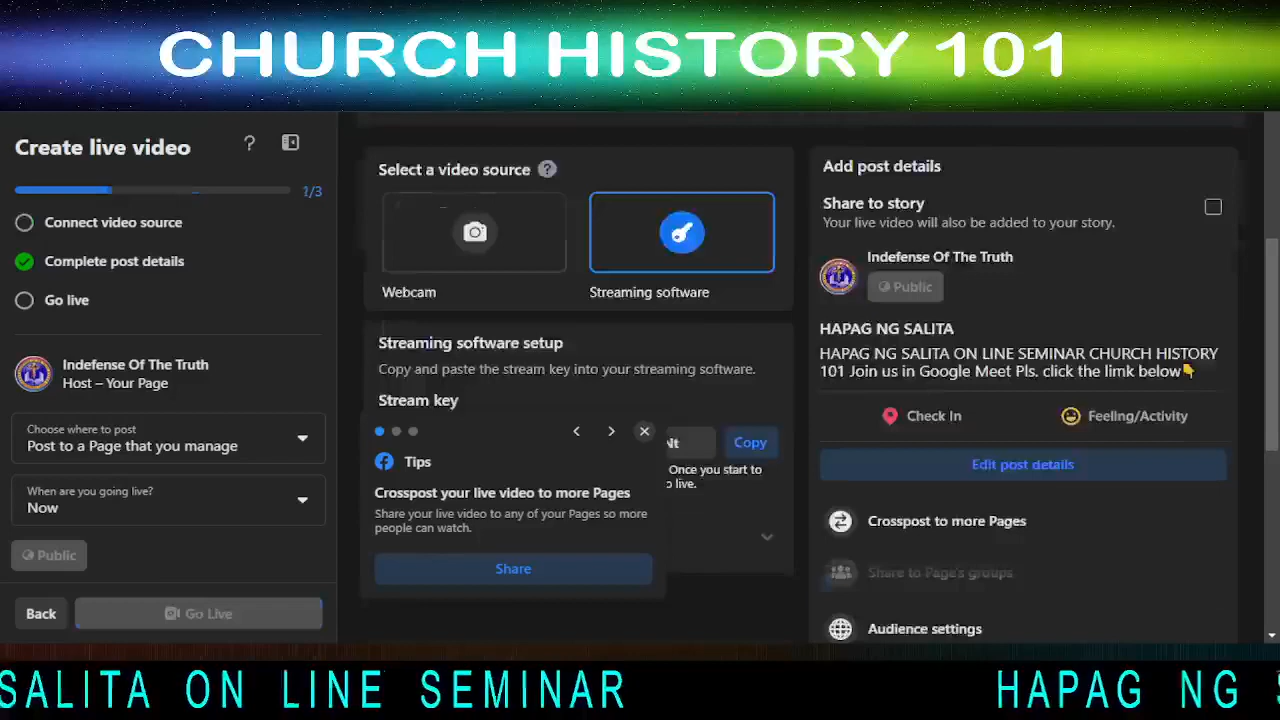 CHURCH HISTORY 101
Create live video
1/3
Connect video source
Complete post details
Go live
Indefense Of The Truth
Host – Your Page
Choose where to post
Post to a Page that you manage
When are you going live?
Now
Public
Back
Go Live
Select a video source
Webcam
Streaming software
Streaming software setup
Copy and paste the stream key into your streaming software.
Stream key
Copy
Once you start to
o live.
Tips
Crosspost your live video to more Pages
Share your live video to any of your Pages so more
people can watch.
Share
Add post details
Share to story
Your live video will also be added to your story.
Indefense Of The Truth
Public
HAPAG NG SALITA
HAPAG NG SALITA ON LINE SEMINAR CHURCH HISTORY
101 Join us in Google Meet Pls. click the limk below👇
Check In
Feeling/Activity
Edit post details
Crosspost to more Pages
Share to Page's groups
Audience settings
SALITA ON LINE SEMINAR HAPAG NG